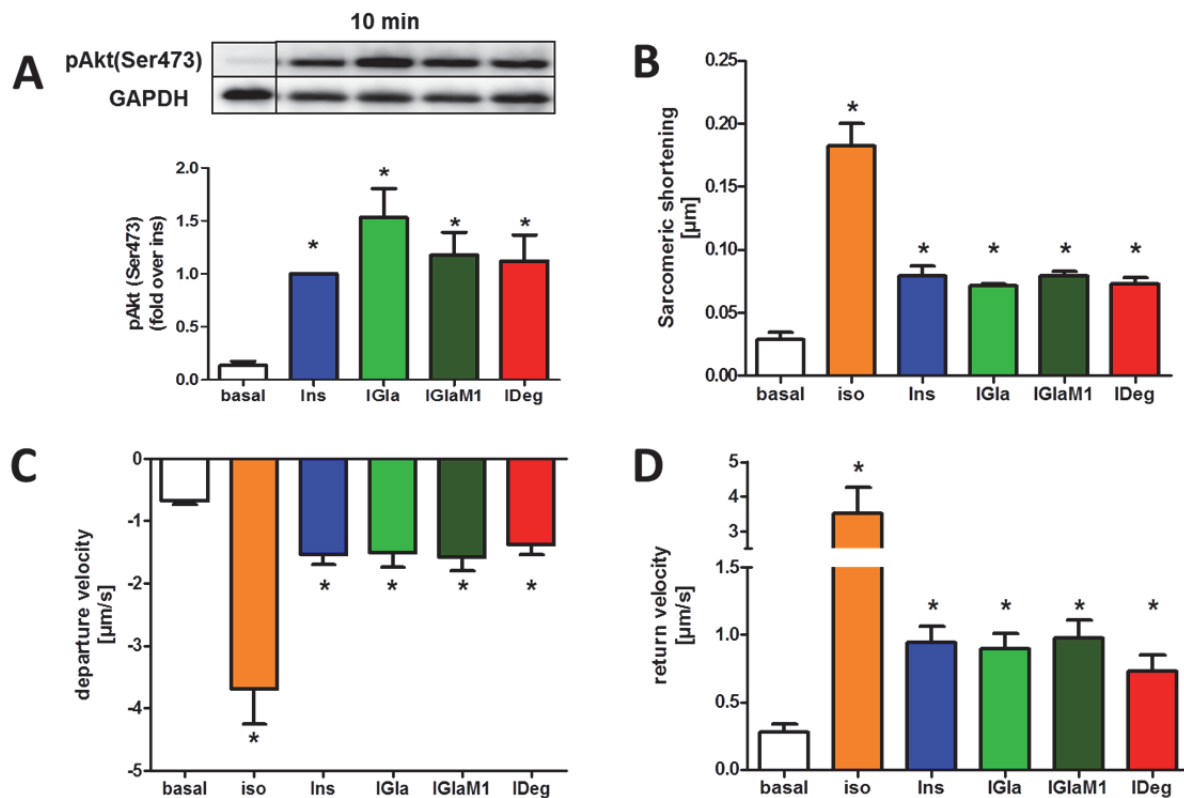 10 min
A
pAkt(Ser473)
GAPDH
pAkt (Ser473)
(fold over ins)
2.0
1.5
1.0
0.5
0.0
* * * *
basal Ins IGla IGlaM1 IDeg
B
Sarcomeric shortening
[µm]
0.25
0.20
0.15
0.10
0.05
0.00
* * * * *
basal iso Ins IGla IGlaM1 IDeg
C
departure velocity
[µm/s]
0
-1
-2
-3
-4
-5
* * * * *
basal iso Ins IGla IGlaM1 IDeg
D
return velocity
[µm/s]
5
4
3
1.5
1.0
0.5
0.0
* * * * *
basal iso Ins IGla IGlaM1 IDeg